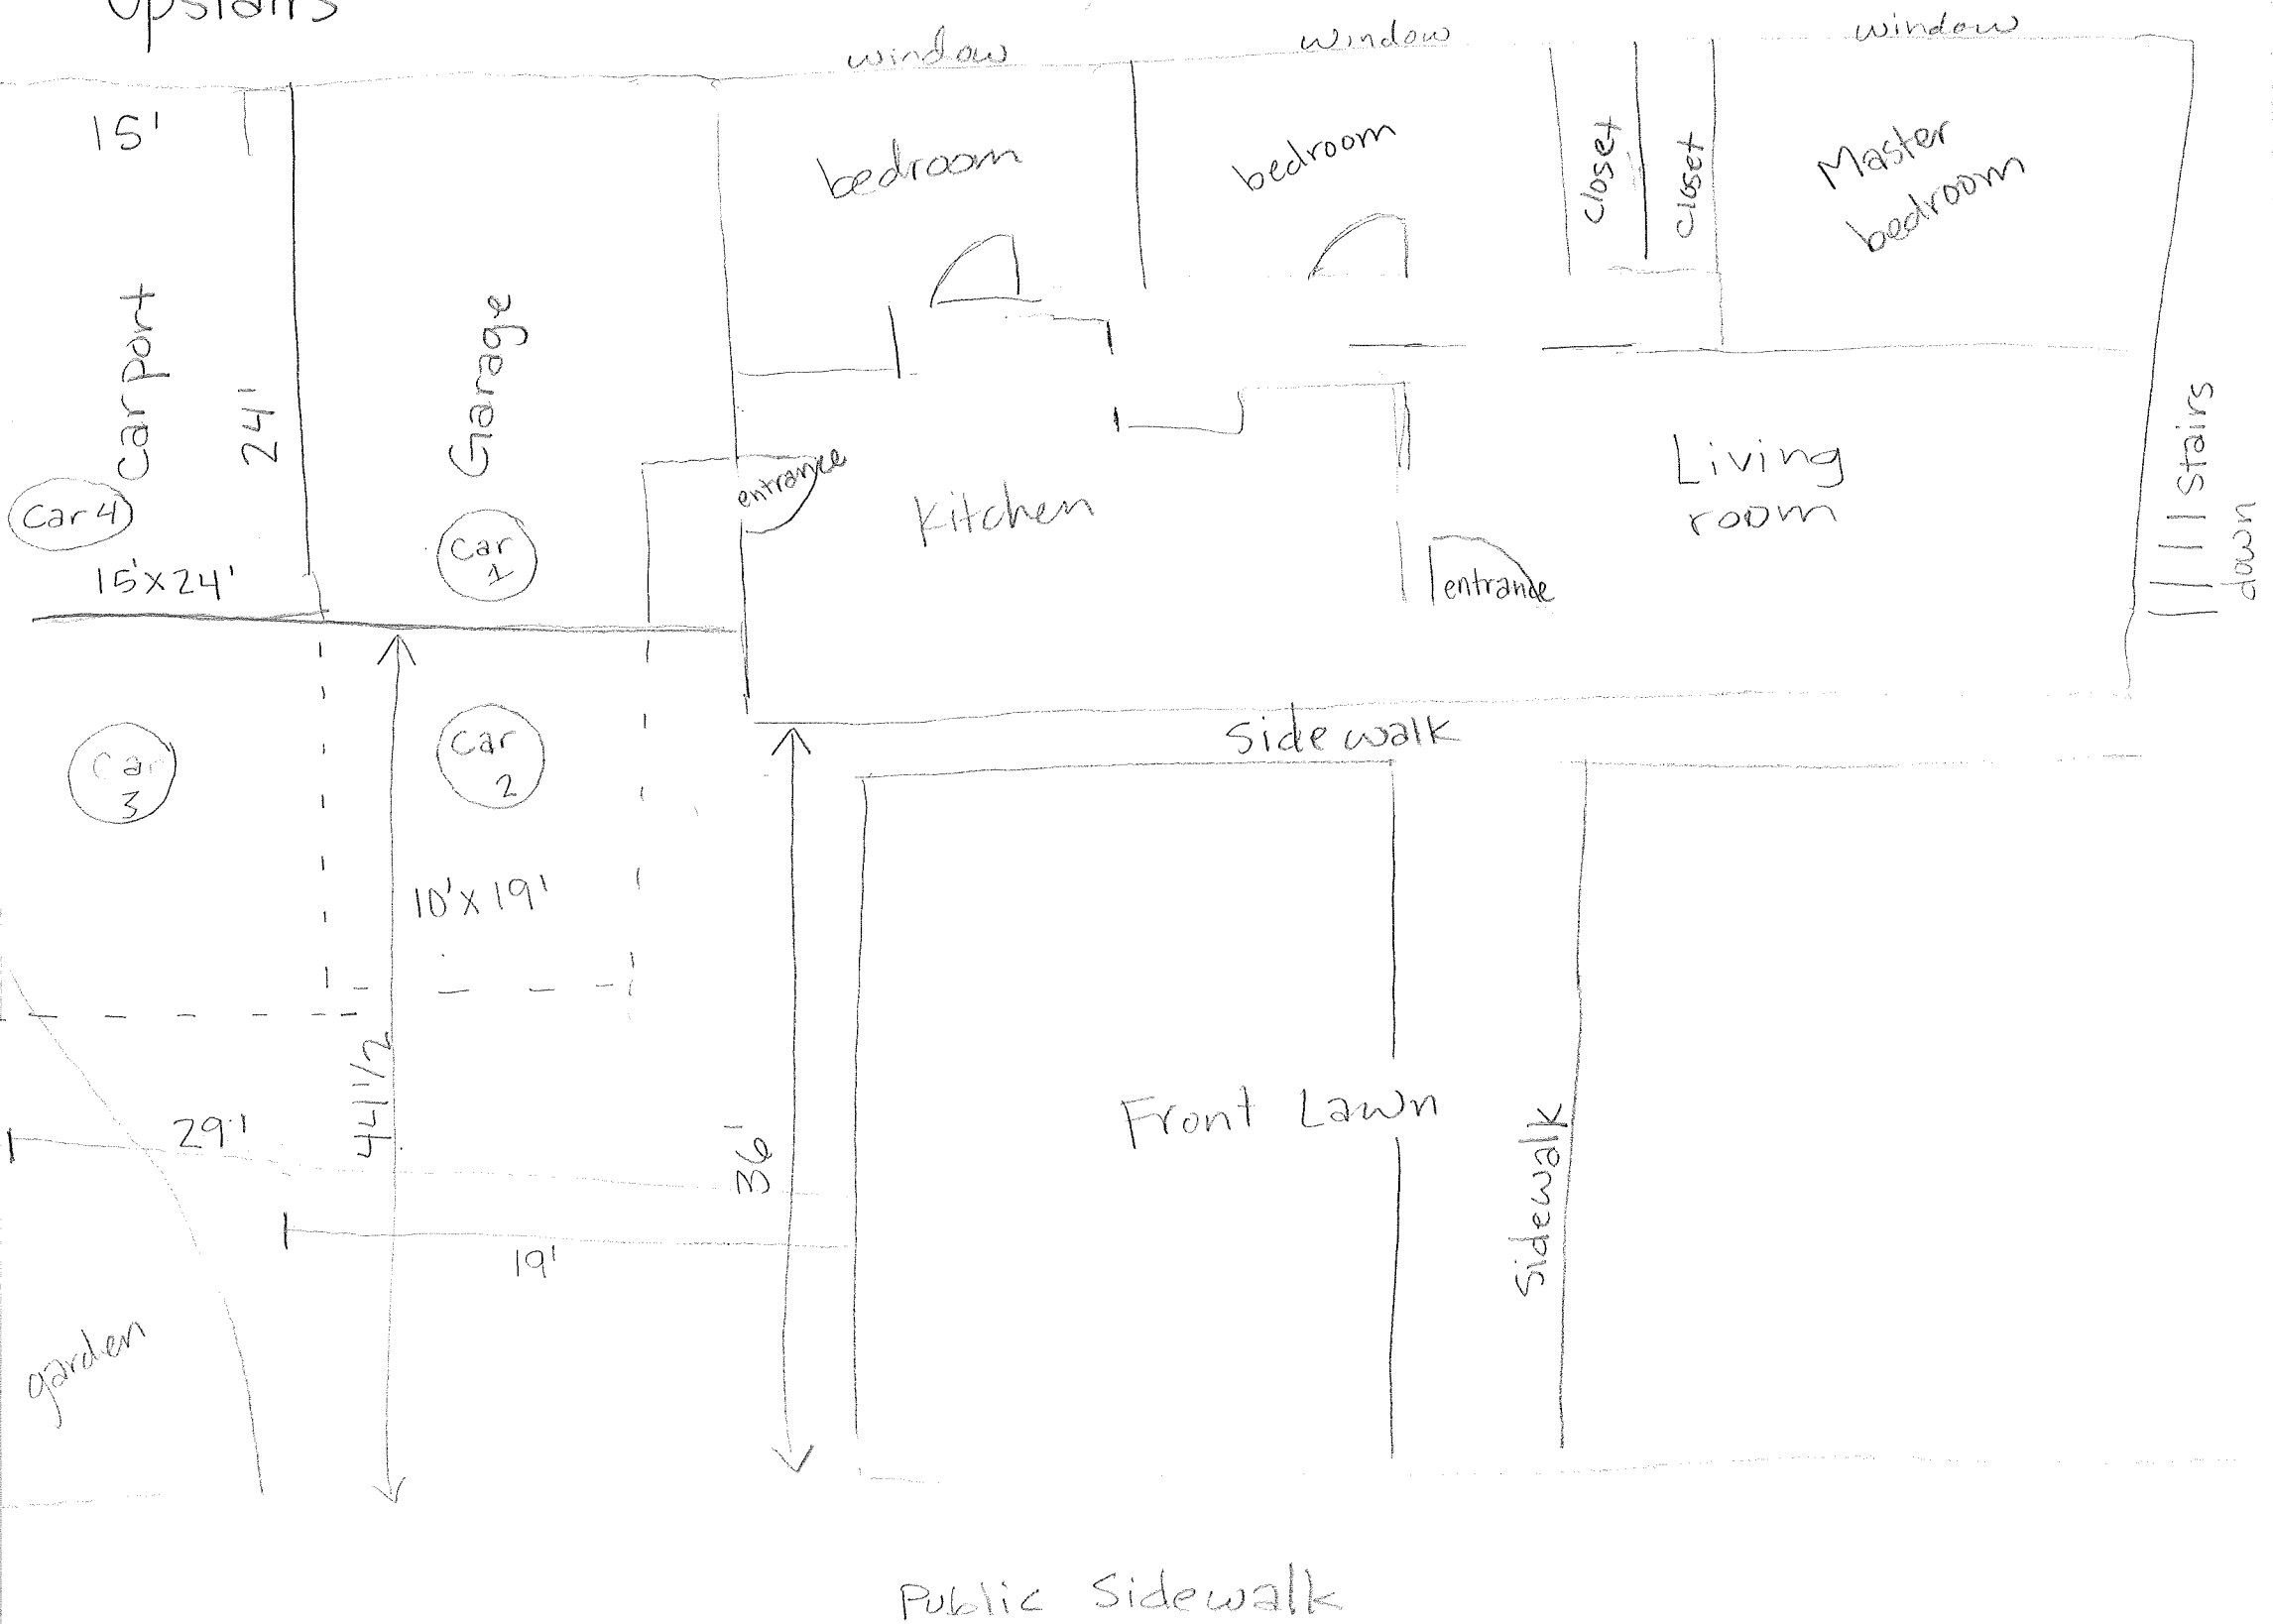 Upstairs
window
window
window
15'
bedroom
bedroom
closet
closet
Master
bedroom
Carport
24'
Garage
Car 4
15'x24'
Car
1
entrance
Kitchen
entrance
Living
room
Stairs
down
Sidewalk
Car
3
Car
2
10'x19'
44 1/2
29'
36'
19'
Front Lawn
Sidewalk
garden
Public Sidewalk